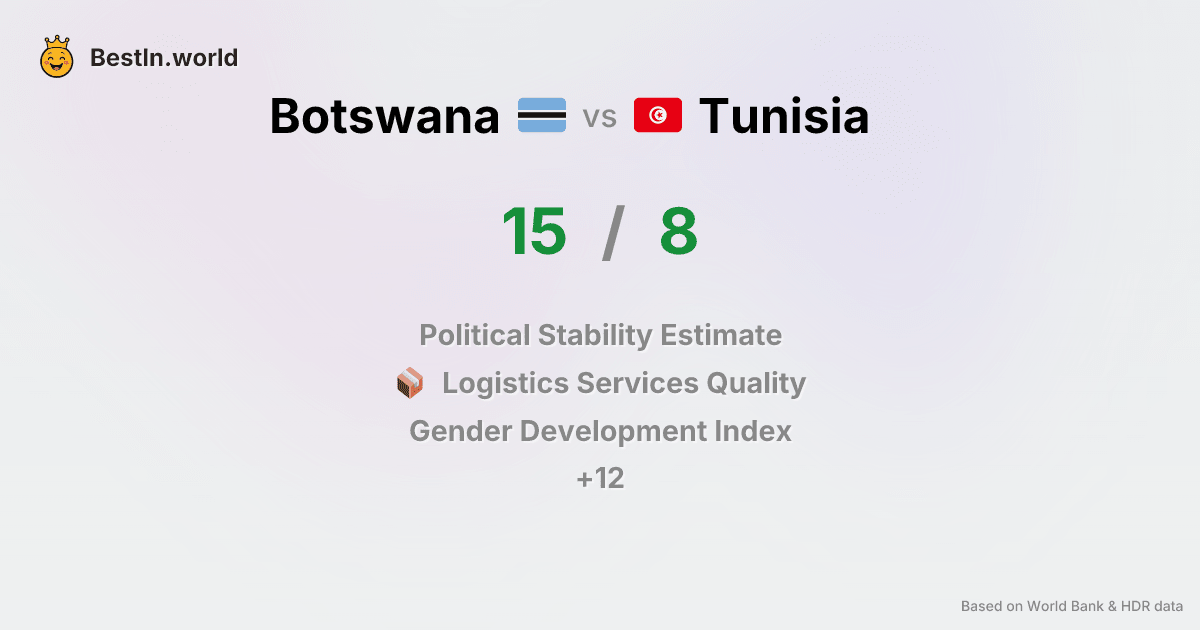 BestIn.world
Botswana vs Tunisia
15 / 8
Political Stability Estimate
Logistics Services Quality
Gender Development Index
+12
Based on World Bank & HDR data